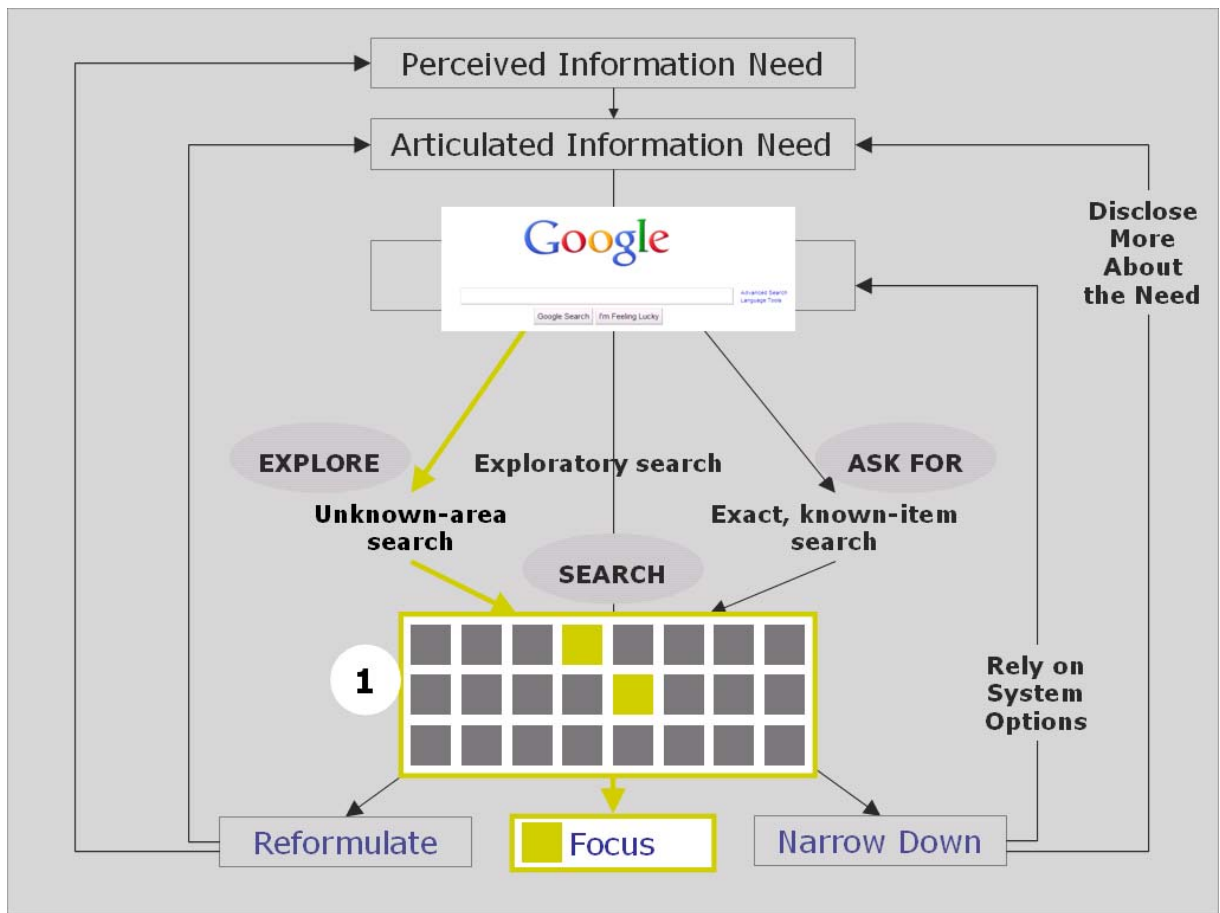 Perceived Information Need
Articulated Information Need
Disclose
More
About
the Need
Google
Advanced Search
Language Tools
Google Search
I'm Feeling Lucky
EXPLORE
Exploratory search
ASK FOR
Unknown-area
search
Exact, known-item
search
SEARCH
1
Rely on
System
Options
Reformulate
Focus
Narrow Down